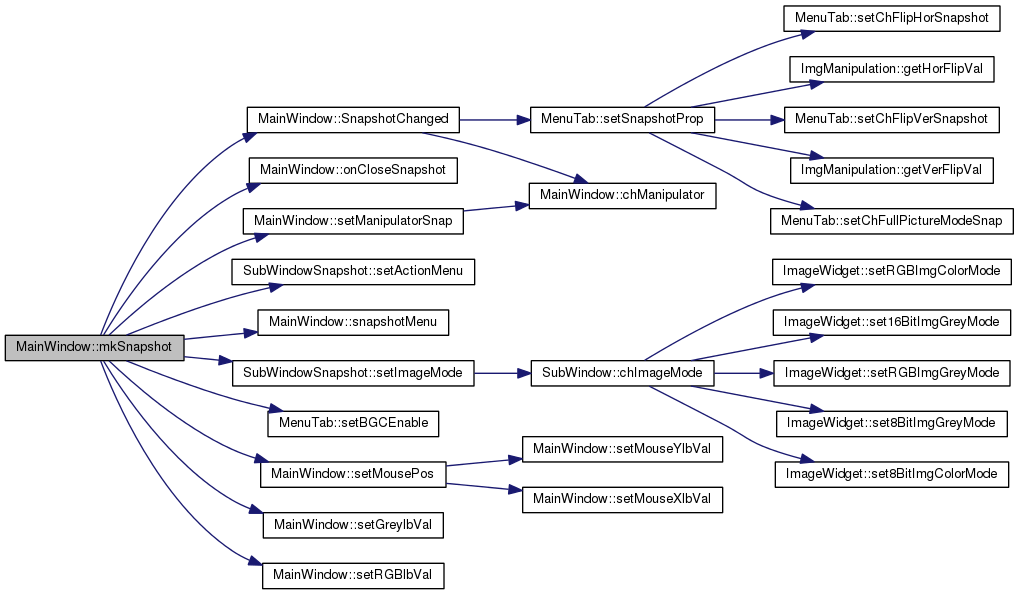 MenuTab::setChFlipHorSnapshot
ImgManipulation::getHorFlipVal
MainWindow::SnapshotChanged
MenuTab::setSnapshotProp
MenuTab::setChFlipVerSnapshot
MainWindow::onCloseSnapshot
ImgManipulation::getVerFlipVal
MainWindow::chManipulator
MainWindow::setManipulatorSnap
MenuTab::setChFullPictureModeSnap
SubWindowSnapshot::setActionMenu
ImageWidget::setRGBImgColorMode
MainWindow::snapshotMenu
ImageWidget::set16BitImgGreyMode
MainWindow::mkSnapshot
SubWindowSnapshot::setImageMode
SubWindow::chImageMode
ImageWidget::setRGBImgGreyMode
MenuTab::setBGCEnable
ImageWidget::set8BitImgGreyMode
MainWindow::setMouseYlbVal
MainWindow::setMousePos
ImageWidget::set8BitImgColorMode
MainWindow::setMouseXlbVal
MainWindow::setGreylbVal
MainWindow::setRGBlbVal